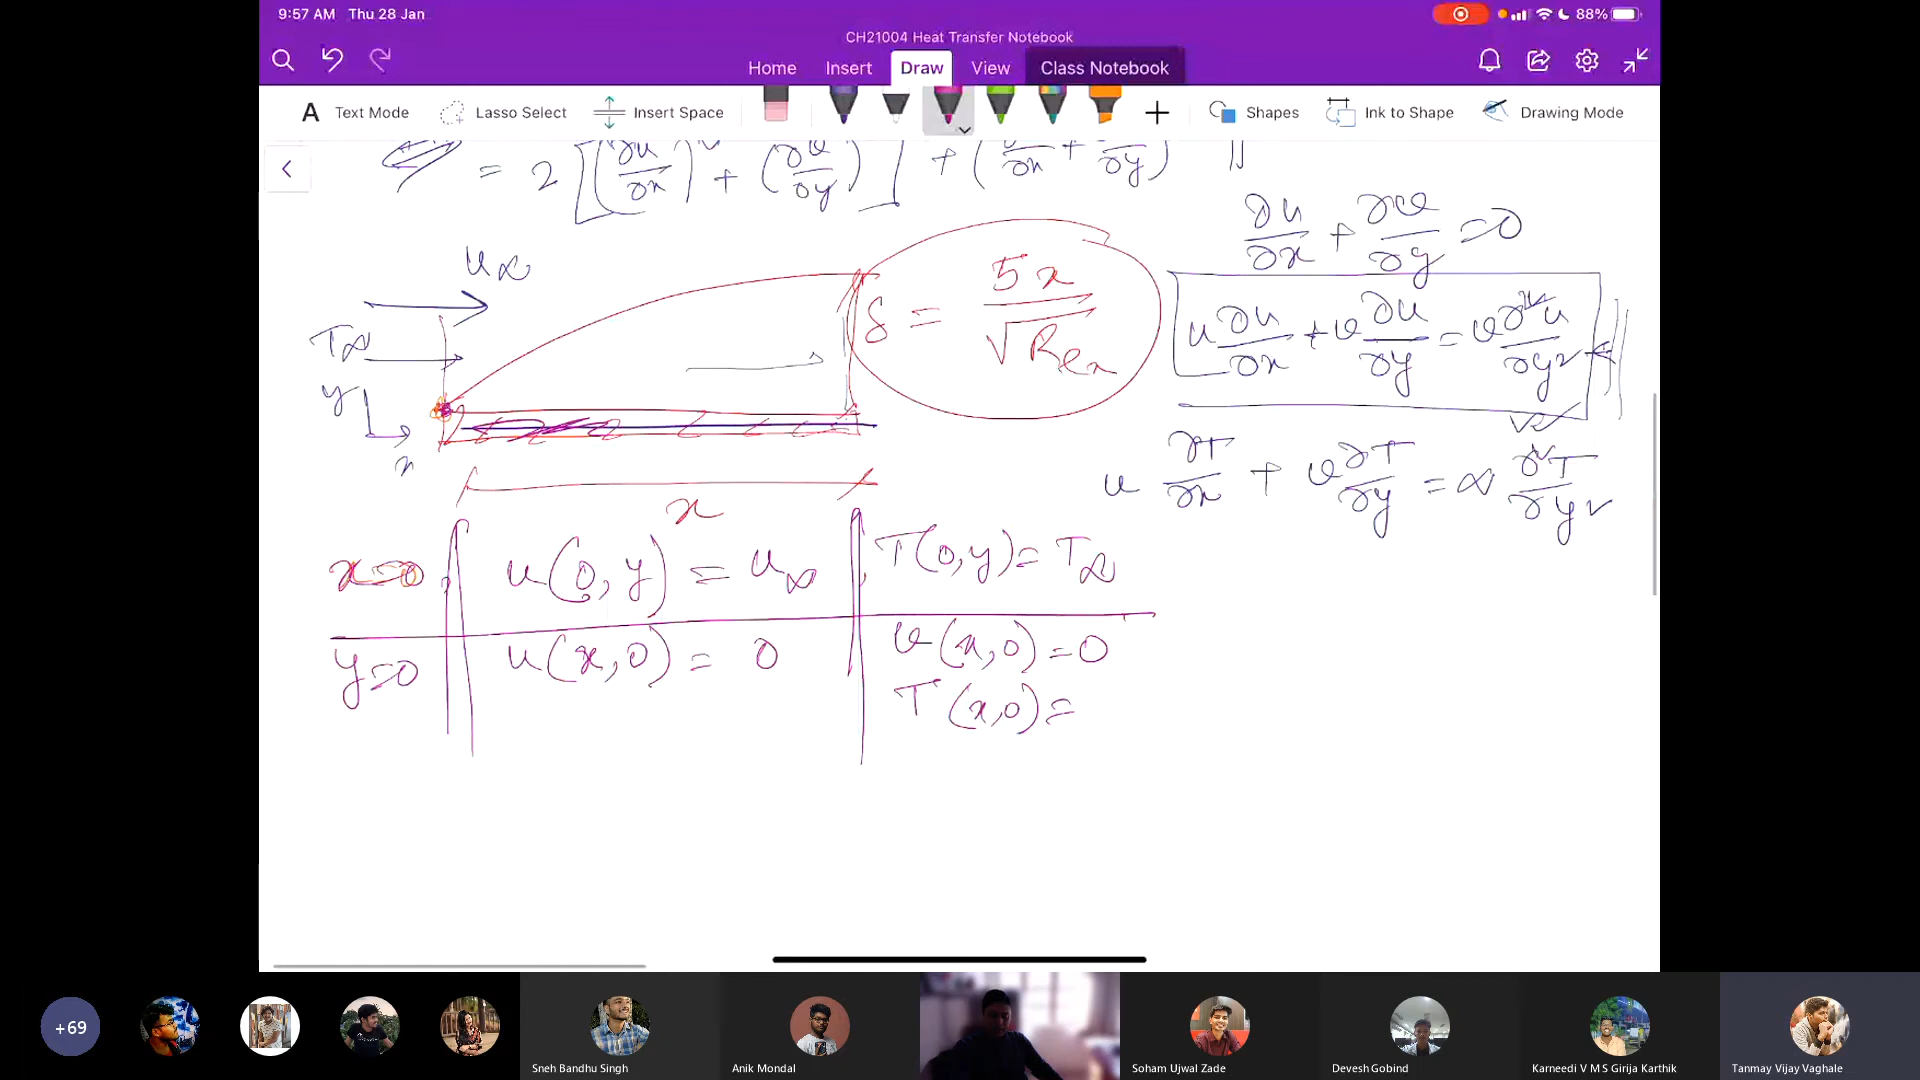 9:57 AM Thu 28 Jan
88%
CH21004 Heat Transfer Notebook
Home Insert Draw View Class Notebook
A Text Mode Lasso Select Insert Space Shapes Ink to Shape Drawing Mode
= 2 [(∂u/∂x)² + (∂v/∂y)²] + (∂x + ∂y)
∂u/∂x + ∂v/∂y = 0
u∞
T∞
y
x
δ = 5x/√Rex
u ∂u/∂x + v ∂u/∂y = ν ∂²u/∂y²
u ∂T/∂x + v ∂T/∂y = α ∂²T/∂y²
x
x=0 u(0,y) = u∞ T(0,y) = T∞
y=0 u(x,0) = 0 v(x,0) = 0
T(x,0) =
+69
Sneh Bandhu Singh
Anik Mondal
Soham Ujwal Zade
Devesh Gobind
Karneedi V M S Girija Karthik
Tanmay Vijay Vaghale